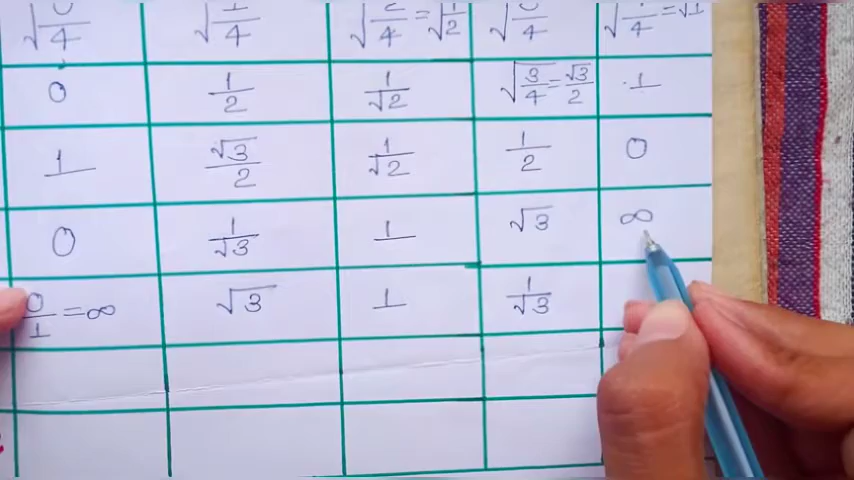 √0/4 √1/4 √2/4 = √1/2 √ /4 √ /4 = √1
0 1/2 1/√2 √3/4 = √3/2 1
1 √3/2 1/√2 1/2 0
0 1/√3 1 √3 ∞
0/1 = ∞ √3 1 1/√3